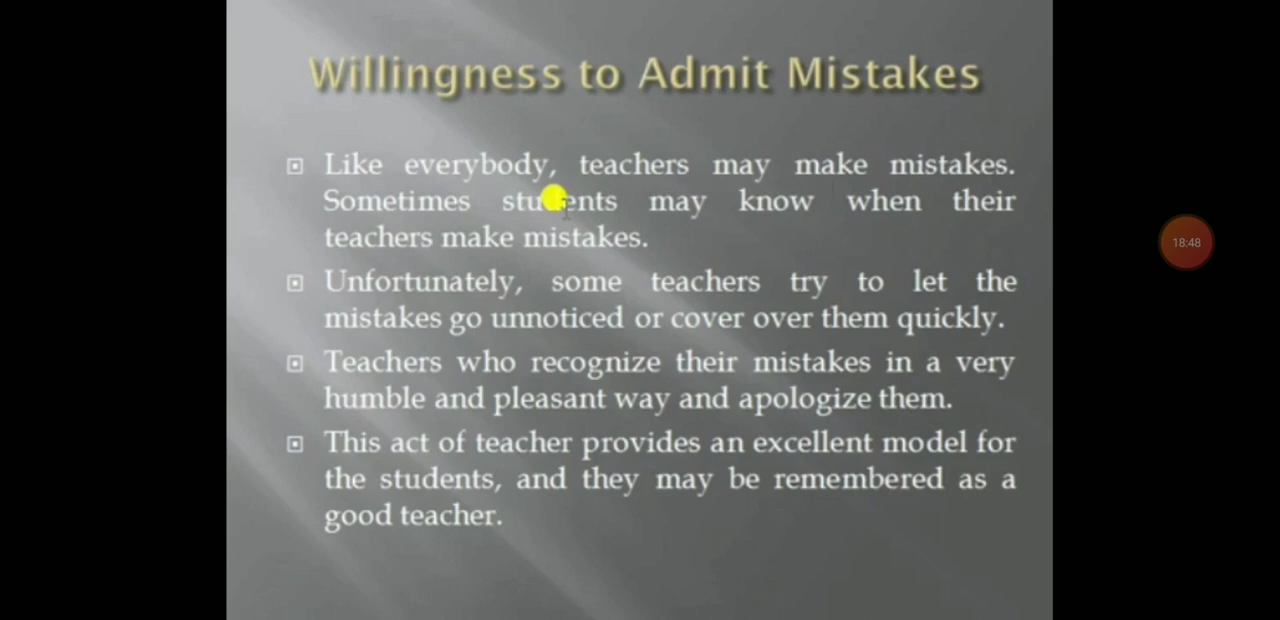 Willingness to Admit Mistakes
Like everybody, teachers may make mistakes.
Sometimes students may know when their
teachers make mistakes.
Unfortunately, some teachers try to let the
mistakes go unnoticed or cover over them quickly.
Teachers who recognize their mistakes in a very
humble and pleasant way and apologize them.
This act of teacher provides an excellent model for
the students, and they may be remembered as a
good teacher.
18:48